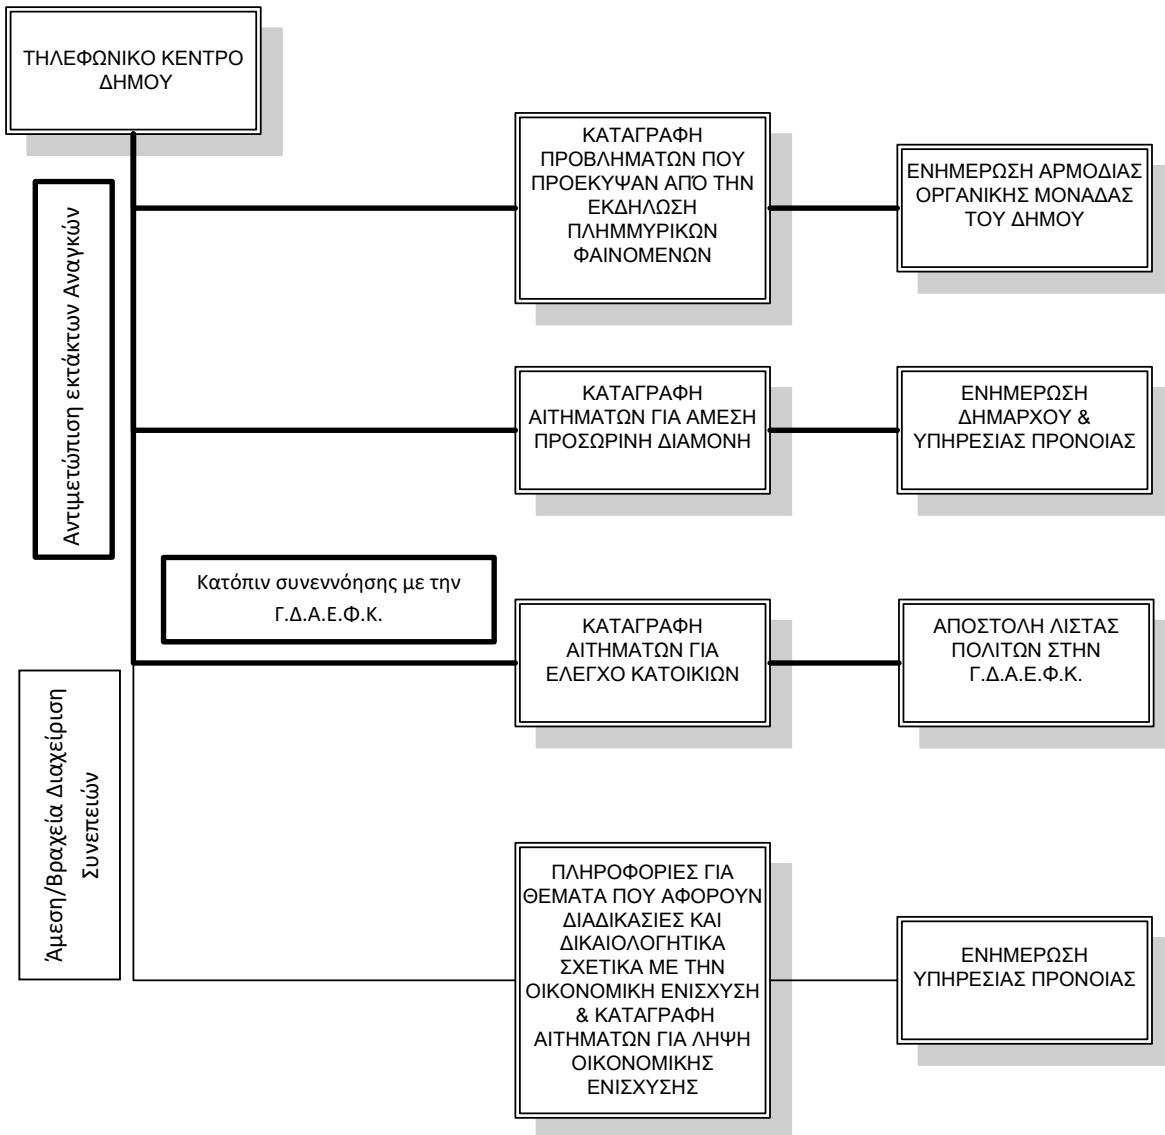 ΤΗΛΕΦΩΝΙΚΟ ΚΕΝΤΡΟ
ΔΗΜΟΥ
Αντιμετώπιση εκτάκτων Αναγκών
ΚΑΤΑΓΡΑΦΗ
ΠΡΟΒΛΗΜΑΤΩΝ ΠΟΥ
ΠΡΟΕΚΥΨΑΝ ΑΠΌ ΤΗΝ
ΕΚΔΗΛΩΣΗ
ΠΛΗΜΜΥΡΙΚΩΝ
ΦΑΙΝΟΜΕΝΩΝ
ΕΝΗΜΕΡΩΣΗ ΑΡΜΟΔΙΑΣ
ΟΡΓΑΝΙΚΗΣ ΜΟΝΑΔΑΣ
ΤΟΥ ΔΗΜΟΥ
ΚΑΤΑΓΡΑΦΗ
ΑΙΤΗΜΑΤΩΝ ΓΙΑ ΑΜΕΣΗ
ΠΡΟΣΩΡΙΝΗ ΔΙΑΜΟΝΗ
ΕΝΗΜΕΡΩΣΗ
ΔΗΜΑΡΧΟΥ &
ΥΠΗΡΕΣΙΑΣ ΠΡΟΝΟΙΑΣ
Κατόπιν συνεννόησης με την
Γ.Δ.Α.Ε.Φ.Κ.
ΚΑΤΑΓΡΑΦΗ
ΑΙΤΗΜΑΤΩΝ ΓΙΑ
ΕΛΕΓΧΟ ΚΑΤΟΙΚΙΩΝ
ΑΠΟΣΤΟΛΗ ΛΙΣΤΑΣ
ΠΟΛΙΤΩΝ ΣΤΗΝ
Γ.Δ.Α.Ε.Φ.Κ.
Άμεση/Βραχεία Διαχείριση
Συνεπειών
ΠΛΗΡΟΦΟΡΙΕΣ ΓΙΑ
ΘΕΜΑΤΑ ΠΟΥ ΑΦΟΡΟΥΝ
ΔΙΑΔΙΚΑΣΙΕΣ ΚΑΙ
ΔΙΚΑΙΟΛΟΓΗΤΙΚΑ
ΣΧΕΤΙΚΑ ΜΕ ΤΗΝ
ΟΙΚΟΝΟΜΙΚΗ ΕΝΙΣΧΥΣΗ
& ΚΑΤΑΓΡΑΦΗ
ΑΙΤΗΜΑΤΩΝ ΓΙΑ ΛΗΨΗ
ΟΙΚΟΝΟΜΙΚΗΣ
ΕΝΙΣΧΥΣΗΣ
ΕΝΗΜΕΡΩΣΗ
ΥΠΗΡΕΣΙΑΣ ΠΡΟΝΟΙΑΣ